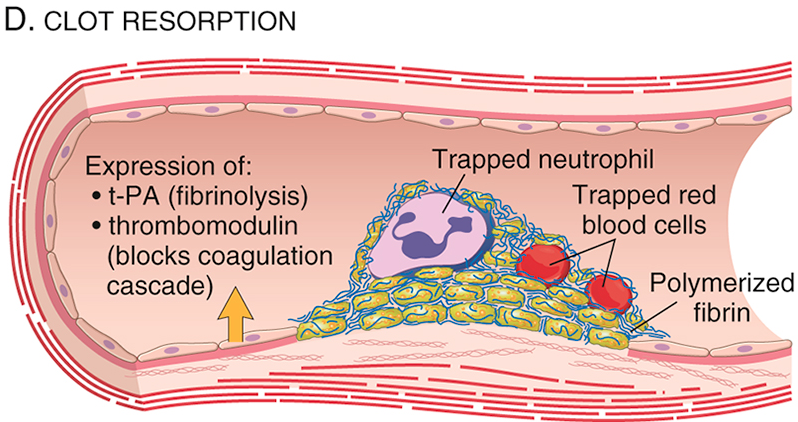 D. CLOT RESORPTION
Expression of:
• t-PA (fibrinolysis)
• thrombomodulin
(blocks coagulation
cascade)
Trapped neutrophil
Trapped red
blood cells
Polymerized
fibrin